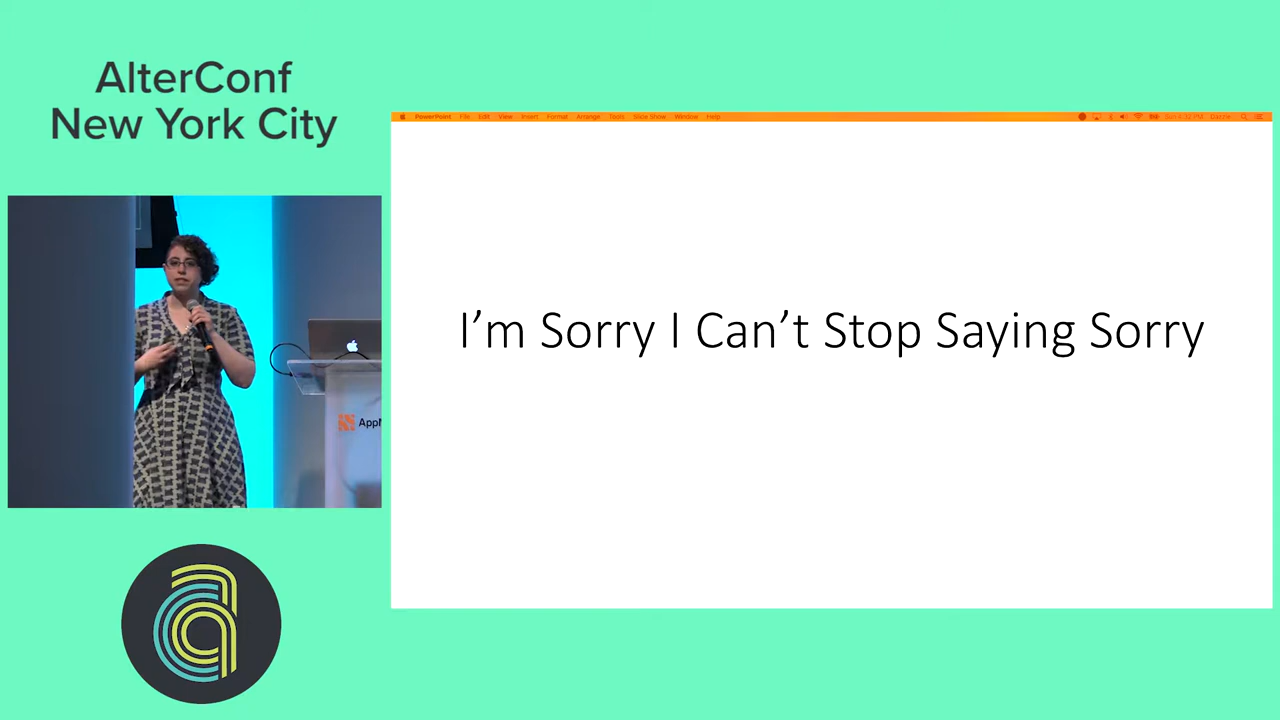 AlterConf
New York City
PowerPoint File Edit View Insert Format Arrange Tools Slide Show Window Help
Dazzle
I'm Sorry I Can't Stop Saying Sorry